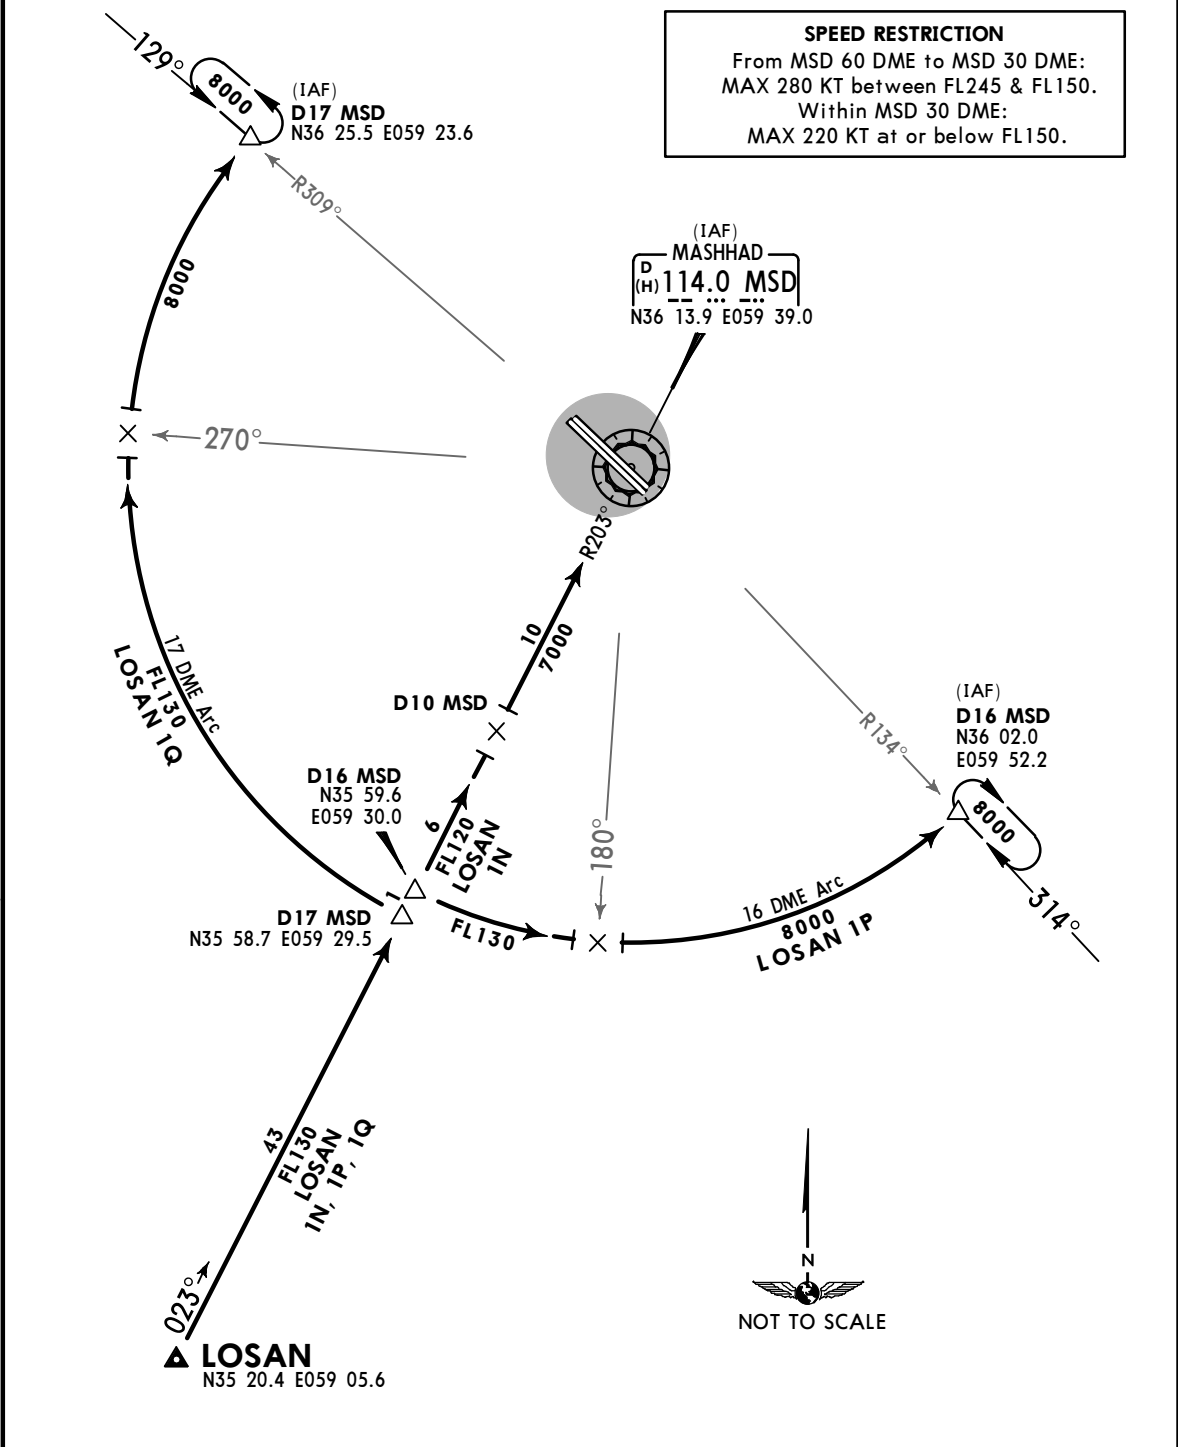 SPEED RESTRICTION
From MSD 60 DME to MSD 30 DME:
MAX 280 KT between FL245 & FL150.
Within MSD 30 DME:
MAX 220 KT at or below FL150.
129°
8000
(IAF)
D17 MSD
N36 25.5 E059 23.6
R309°
8000
(IAF)
MASHHAD
D
(H) 114.0 MSD
N36 13.9 E059 39.0
270°
R203°
10
7000
17 DME Arc
FL130
LOSAN 1Q
D10 MSD
D16 MSD
N35 59.6
E059 30.0
6
FL120
LOSAN
1N
1
D17 MSD
N35 58.7 E059 29.5
FL130
180°
R134°
(IAF)
D16 MSD
N36 02.0
E059 52.2
8000
314°
16 DME Arc
8000
LOSAN 1P
43
FL130
LOSAN
1N, 1P, 1Q
023°
LOSAN
N35 20.4 E059 05.6
N
NOT TO SCALE